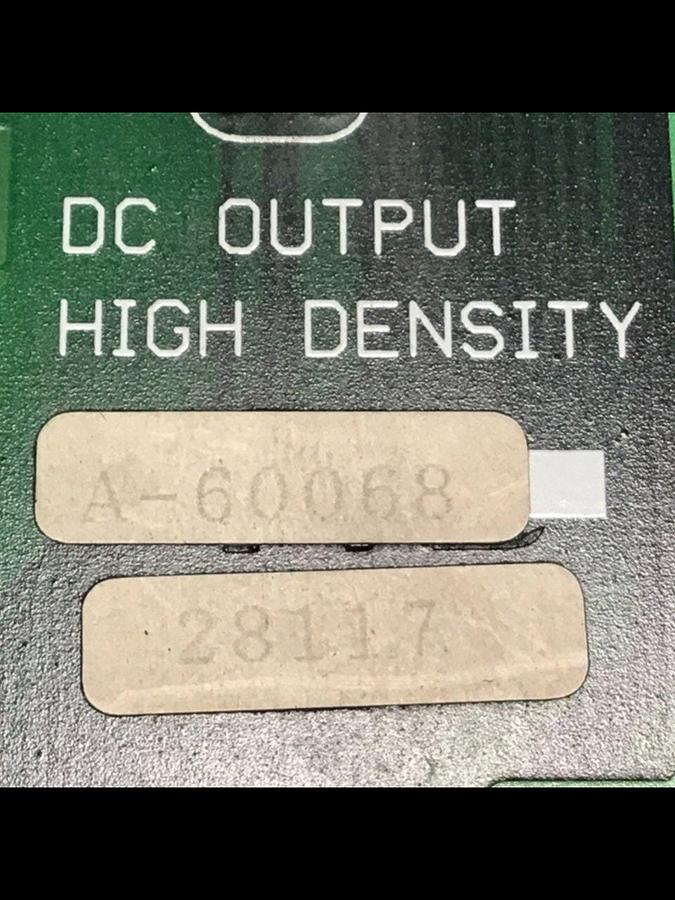 DC OUTPUT
HIGH DENSITY
A-60068
28117